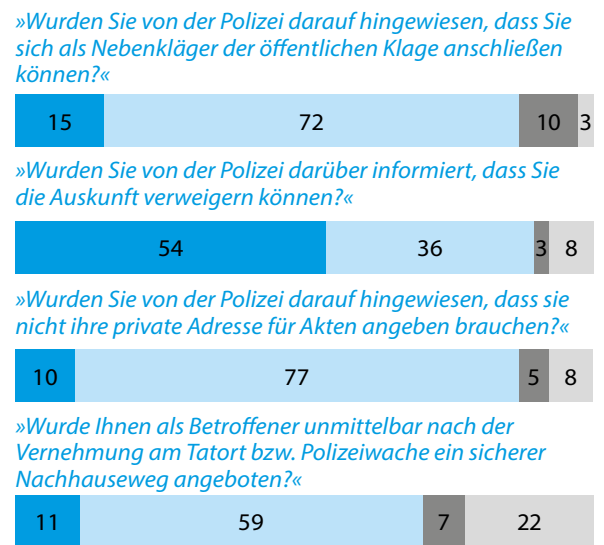 »Wurden Sie von der Polizei darauf hingewiesen, dass Sie
sich als Nebenkläger der öffentlichen Klage anschließen
können?«
15 72 10 3
»Wurden Sie von der Polizei darüber informiert, dass Sie
die Auskunft verweigern können?«
54 36 3 8
»Wurden Sie von der Polizei darauf hingewiesen, dass sie
nicht ihre private Adresse für Akten angeben brauchen?«
10 77 5 8
»Wurde Ihnen als Betroffener unmittelbar nach der
Vernehmung am Tatort bzw. Polizeiwache ein sicherer
Nachhauseweg angeboten?«
11 59 7 22